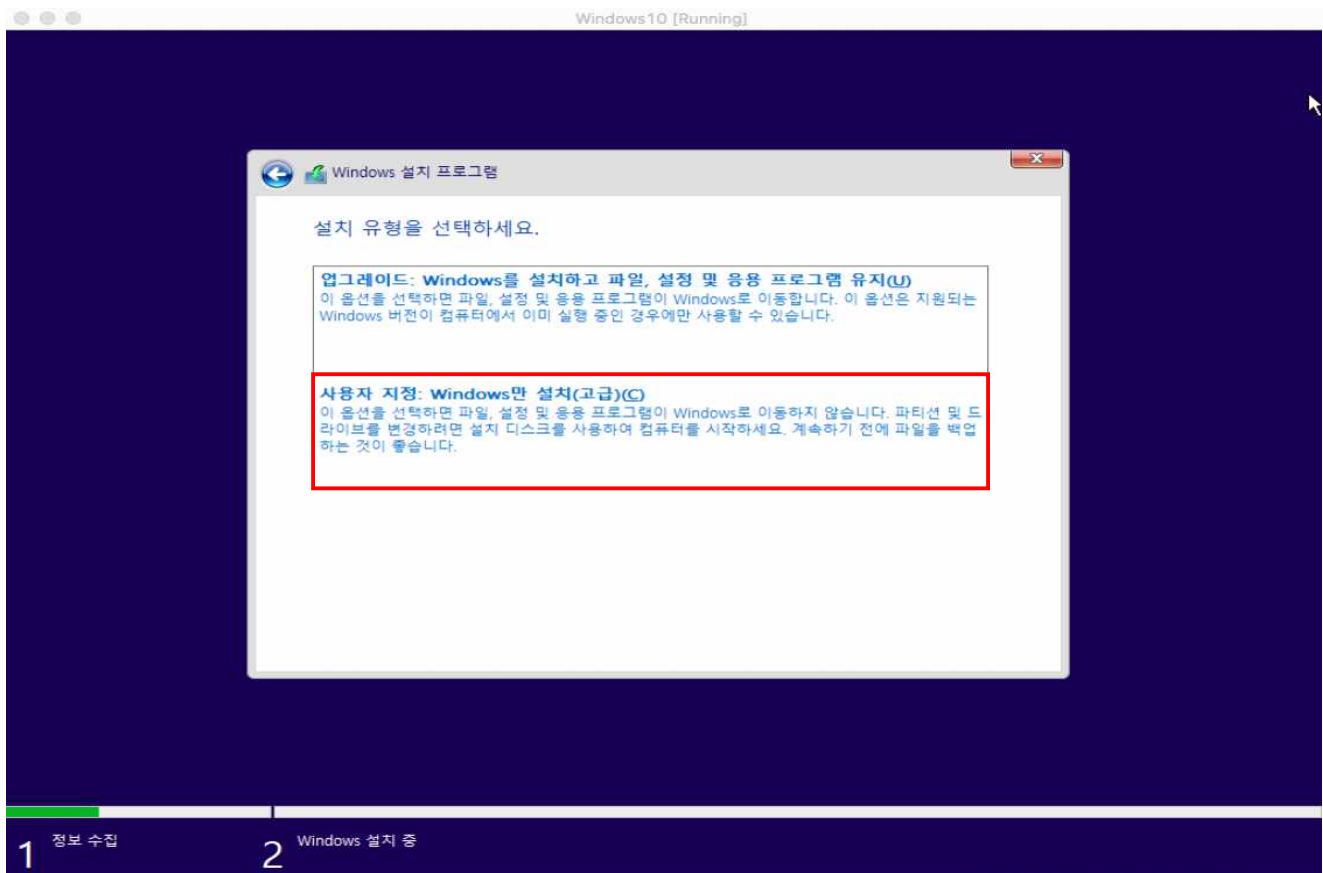 Windows10 [Running]
Windows 설치 프로그램
설치 유형을 선택하세요.
업그레이드: Windows를 설치하고 파일, 설정 및 응용 프로그램 유지(U)
이 옵션을 선택하면 파일, 설정 및 응용 프로그램이 Windows로 이동합니다. 이 옵션은 지원되는
Windows 버전이 컴퓨터에서 이미 실행 중인 경우에만 사용할 수 있습니다.
사용자 지정: Windows만 설치(고급)(C)
이 옵션을 선택하면 파일, 설정 및 응용 프로그램이 Windows로 이동하지 않습니다. 파티션 및 드
라이브를 변경하려면 설치 디스크를 사용하여 컴퓨터를 시작하세요. 계속하기 전에 파일을 백업
하는 것이 좋습니다.
1 정보 수집
2 Windows 설치 중